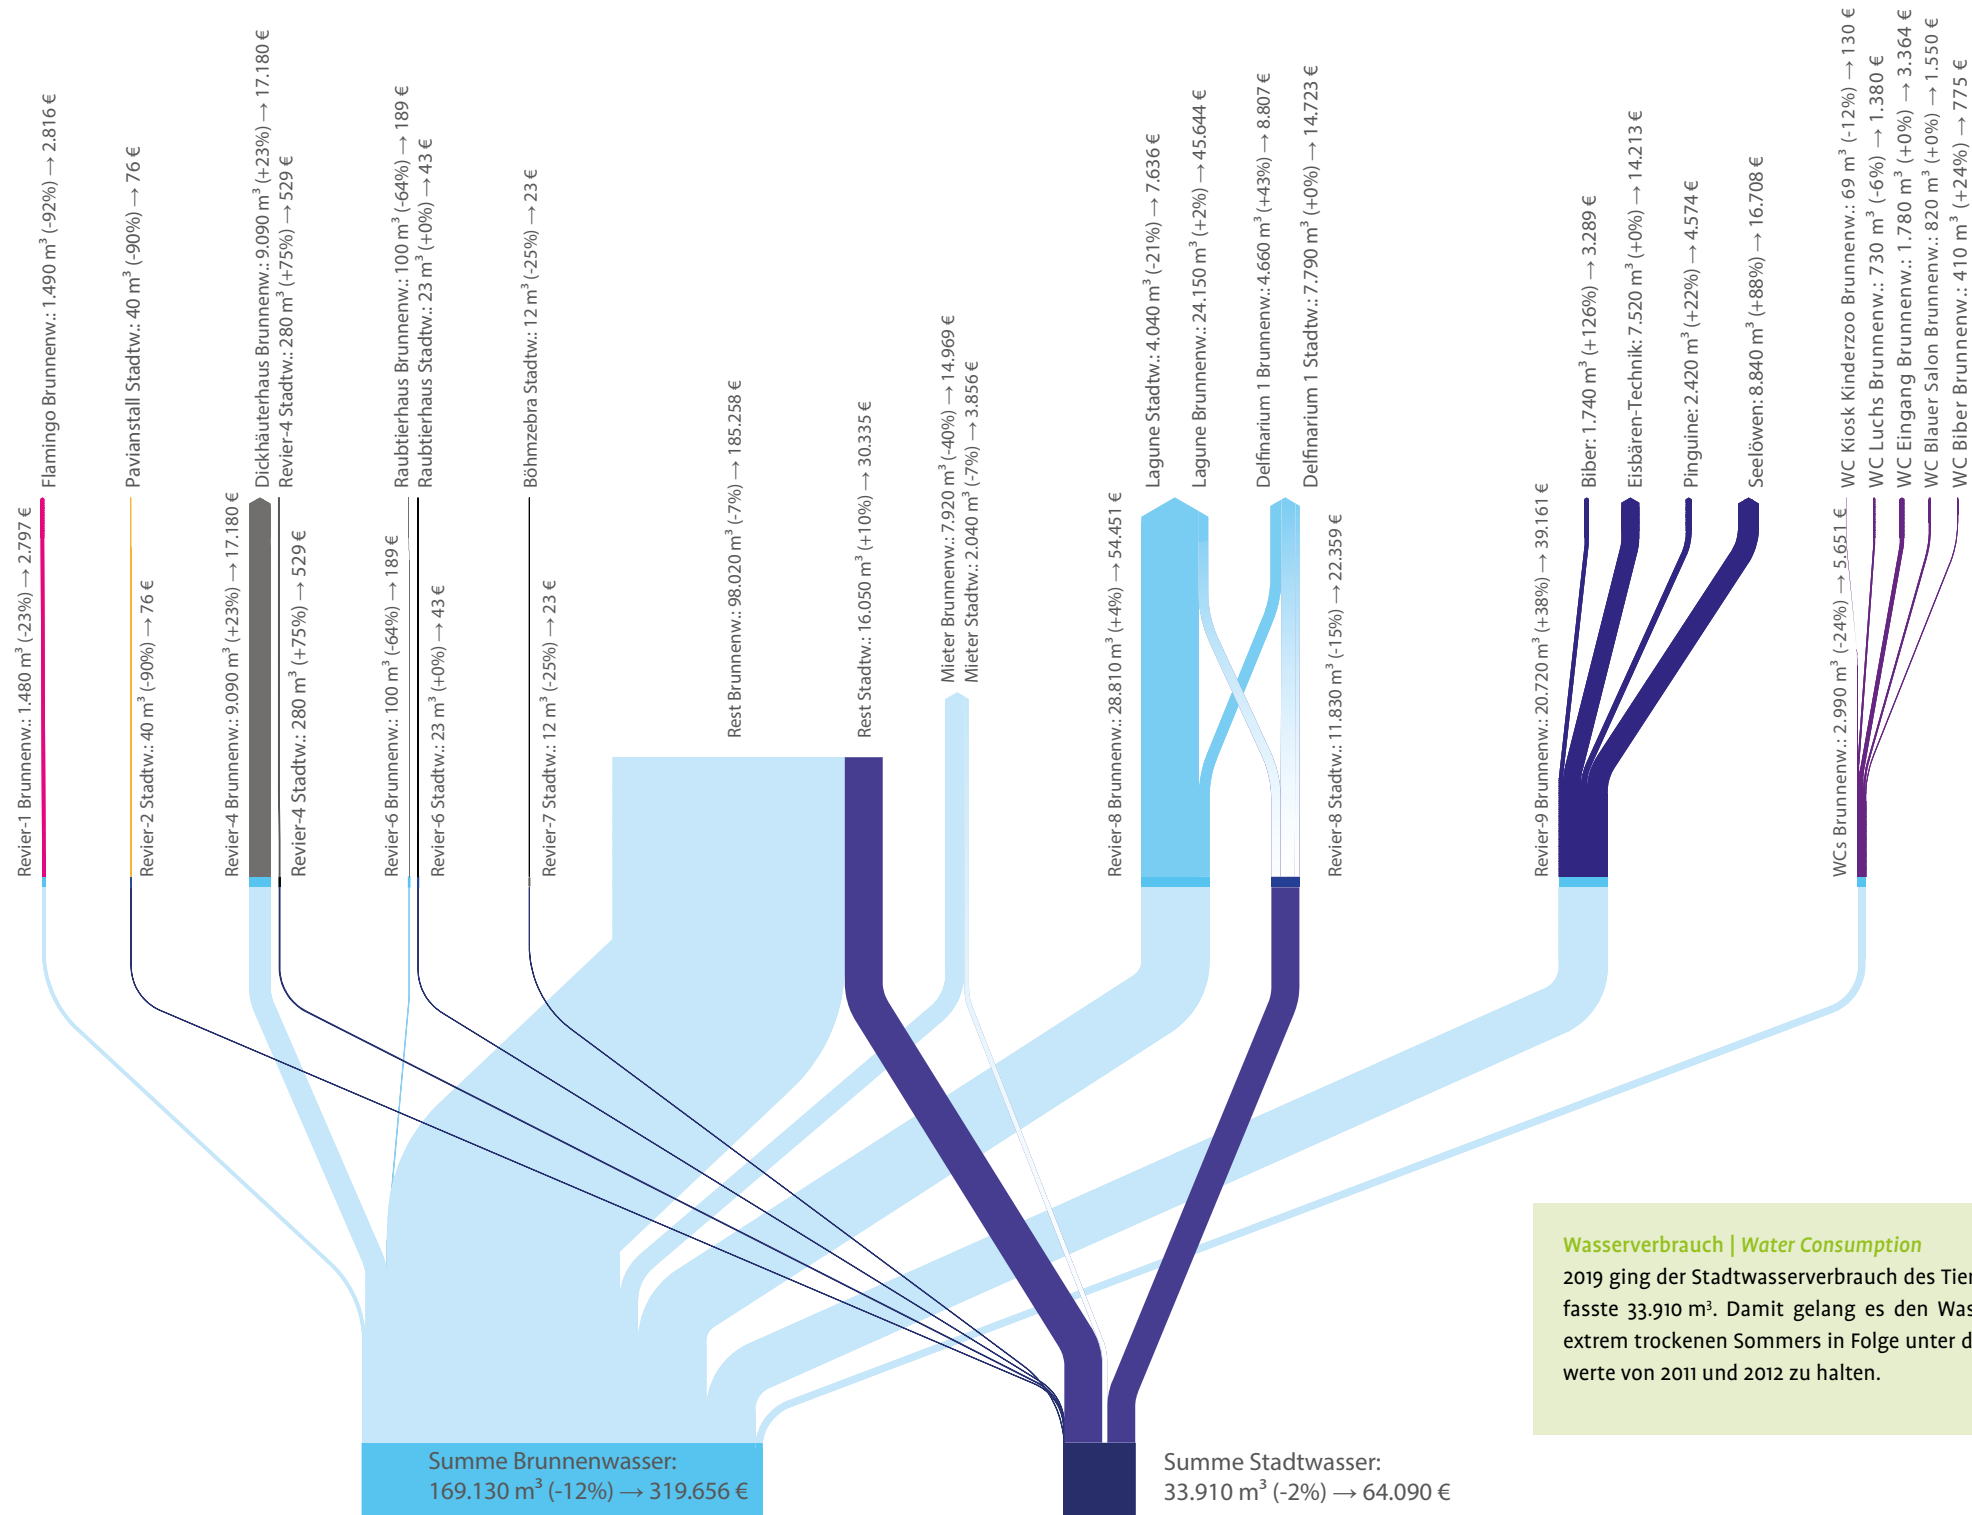 Flamingo Brunnenw.: 1.490 m³ (-92%) → 2.816 €
Revier-1 Brunnenw.: 1.480 m³ (-23%) → 2.797 €
Pavianstall Stadtw.: 40 m³ (-90%) → 76 €
Revier-2 Stadtw.: 40 m³ (-90%) → 76 €
Dickhäuterhaus Brunnenw.: 9.090 m³ (+23%) → 17.180 €
Revier-4 Stadtw.: 280 m³ (+75%) → 529 €
Revier-4 Brunnenw.: 9.090 m³ (+23%) → 17.180 €
Revier-4 Stadtw.: 280 m³ (+75%) → 529 €
Raubtierhaus Brunnenw.: 100 m³ (-64%) → 189 €
Raubtierhaus Stadtw.: 23 m³ (+0%) → 43 €
Revier-6 Brunnenw.: 100 m³ (-64%) → 189 €
Revier-6 Stadtw.: 23 m³ (+0%) → 43 €
Böhmzebra Stadtw.: 12 m³ (-25%) → 23 €
Revier-7 Stadtw.: 12 m³ (-25%) → 23 €
Rest Brunnenw.: 98.020 m³ (-7%) → 185.258 €
Rest Stadtw.: 16.050 m³ (+10%) → 30.335 €
Mieter Brunnenw.: 7.920 m³ (-40%) → 14.969 €
Mieter Stadtw.: 2.040 m³ (-7%) → 3.856 €
Lagune Stadtw.: 4.040 m³ (-21%) → 7.636 €
Lagune Brunnenw.: 24.150 m³ (+2%) → 45.644 €
Delfinarium 1 Brunnenw.: 4.660 m³ (+43%) → 8.807 €
Delfinarium 1 Stadtw.: 7.790 m³ (+0%) → 14.723 €
Revier-8 Brunnenw.: 28.810 m³ (+4%) → 54.451 €
Revier-8 Stadtw.: 11.830 m³ (-15%) → 22.359 €
Biber: 1.740 m³ (+126%) → 3.289 €
Eisbären-Technik: 7.520 m³ (+0%) → 14.213 €
Pinguine: 2.420 m³ (+22%) → 4.574 €
Seelöwen: 8.840 m³ (+88%) → 16.708 €
Revier-9 Brunnenw.: 20.720 m³ (+38%) → 39.161 €
WC Kiosk Kinderzoo Brunnenw.: 69 m³ (-12%) → 130 €
WC Luchs Brunnenw.: 730 m³ (-6%) → 1.380 €
WC Eingang Brunnenw.: 1.780 m³ (+0%) → 3.364 €
WC Blauer Salon Brunnenw.: 820 m³ (+0%) → 1.550 €
WC Biber Brunnenw.: 410 m³ (+24%) → 775 €
WCs Brunnenw.: 2.990 m³ (-24%) → 5.651 €
Summe Brunnenwasser:
169.130 m³ (-12%) → 319.656 €
Summe Stadtwasser:
33.910 m³ (-2%) → 64.090 €
Wasserverbrauch | Water Consumption
2019 ging der Stadtwasserverbrauch des Tier
fasste 33.910 m³. Damit gelang es den Was
extrem trockenen Sommers in Folge unter d
werte von 2011 und 2012 zu halten.